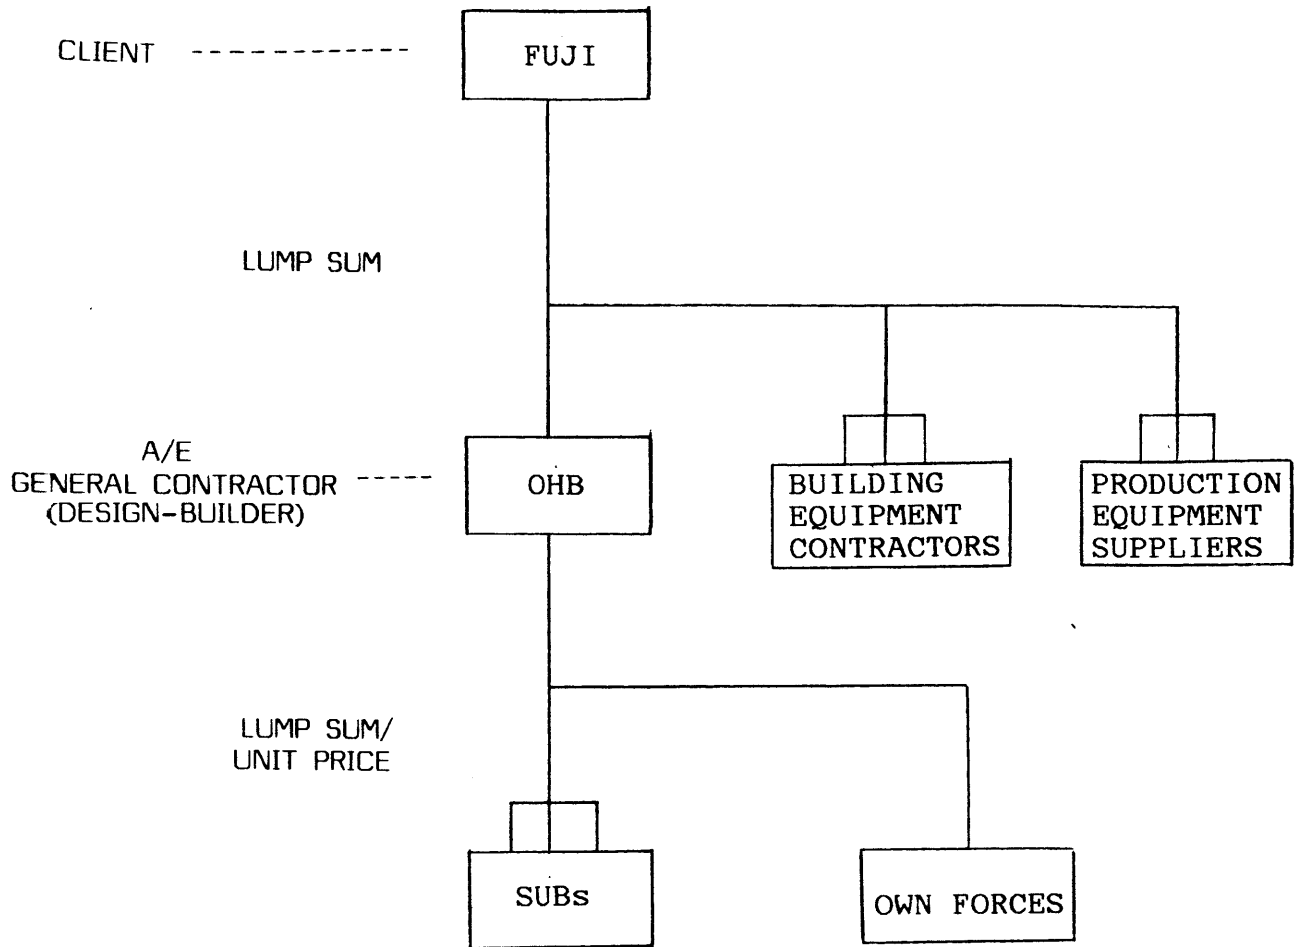 CLIENT
FUJI
LUMP SUM
A/E
GENERAL CONTRACTOR
(DESIGN-BUILDER)
OHB
BUILDING
EQUIPMENT
CONTRACTORS
PRODUCTION
EQUIPMENT
SUPPLIERS
LUMP SUM/
UNIT PRICE
SUBs
OWN FORCES